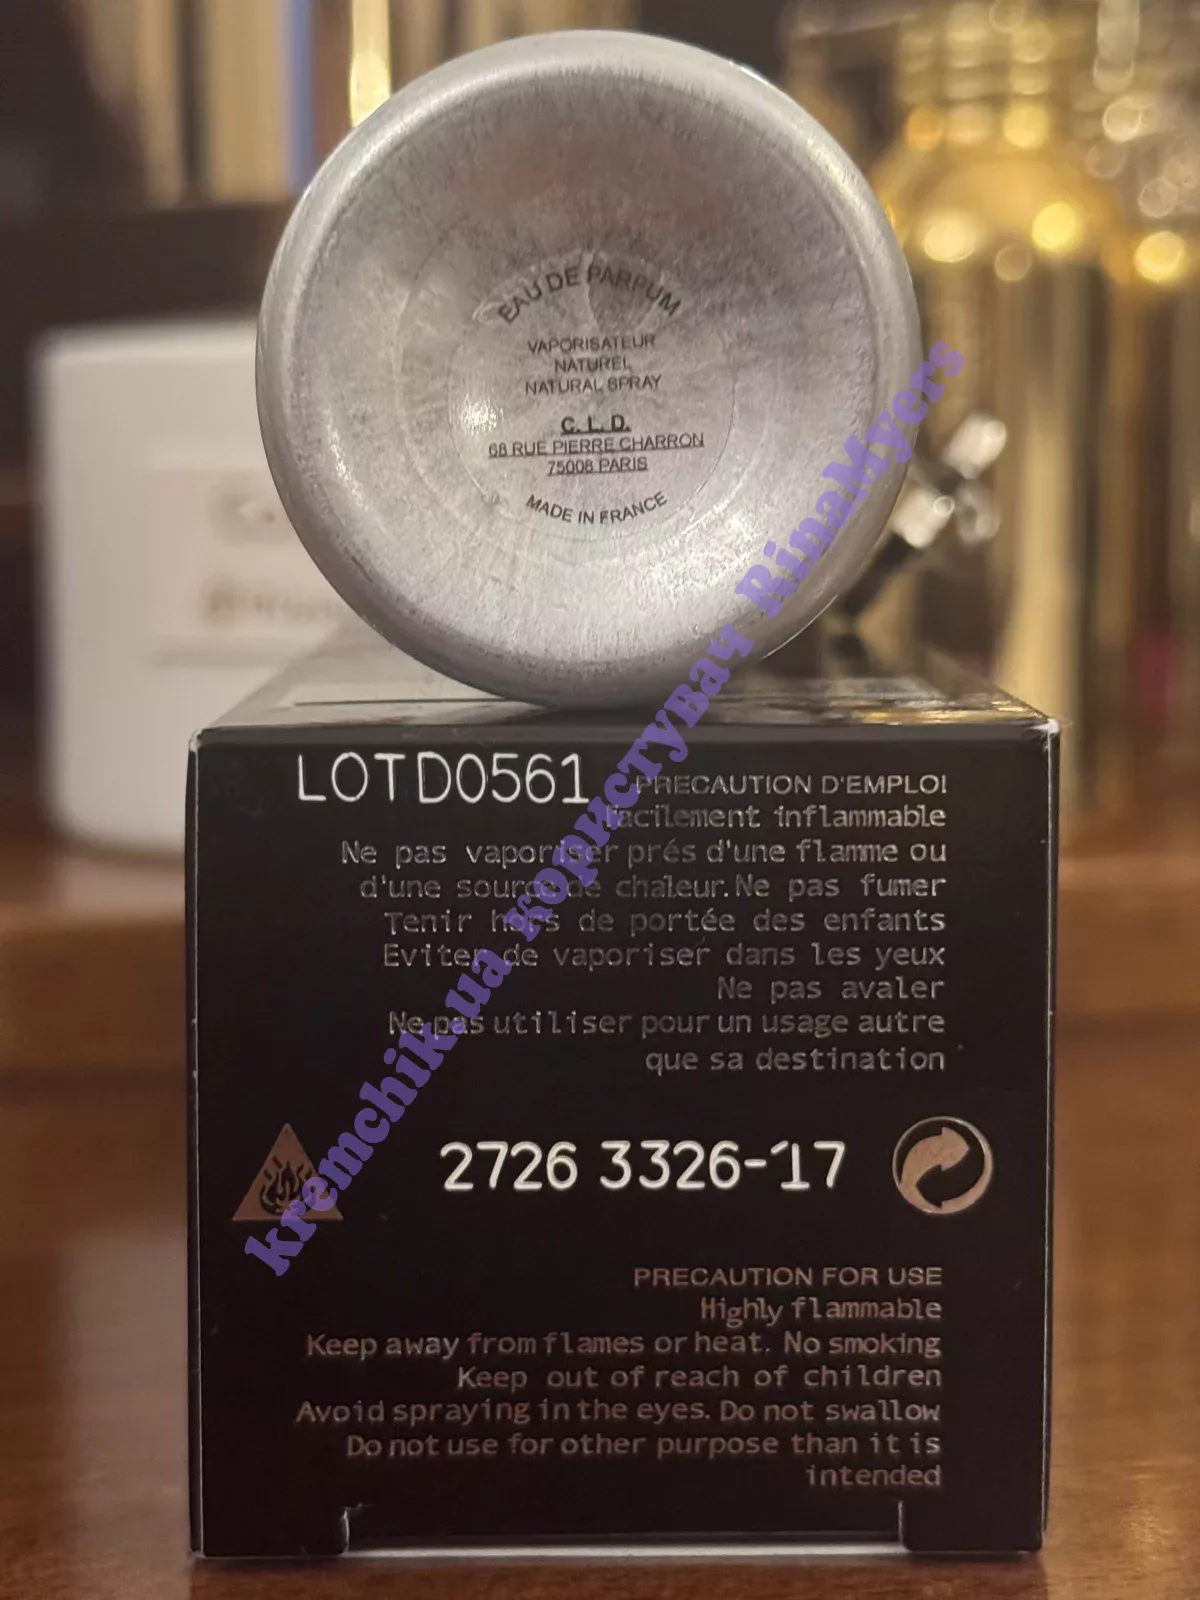 EAU DE PARFUM
VAPORISATEUR
NATUREL
NATURAL SPRAY
C. L. D.
68 RUE PIERRE CHARRON
75008 PARIS
MADE IN FRANCE
LOTD0561
PRECAUTION D'EMPLOI
facilement inflammable
Ne pas vaporiser prés d'une flamme ou
d'une source de chaleur. Ne pas fumer
Tenir hors de portée des enfants
Eviter de vaporiser dans les yeux
Ne pas avaler
Ne pas utiliser pour un usage autre
que sa destination
2726 3326-17
PRECAUTION FOR USE
Highly flammable
Keep away from flames or heat. No smoking
Keep out of reach of children
Avoid spraying in the eyes. Do not swallow
Do not use for other purpose than it is
intended
kremchik.ua користувач RinaMyers